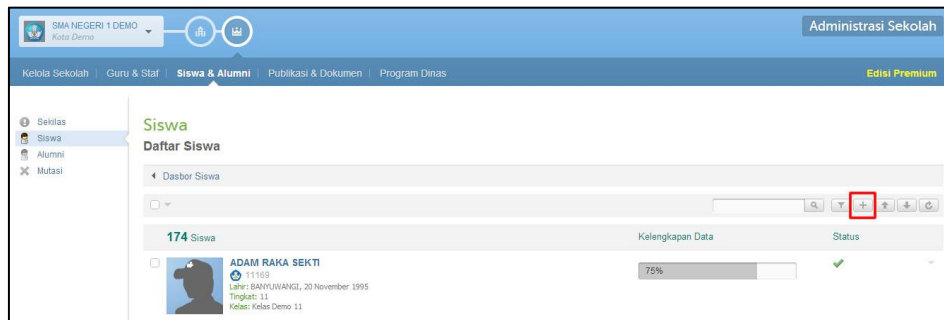 SMA NEGERI 1 DEMO
Kota Demo
Administrasi Sekolah
Kelola Sekolah | Guru & Staf | Siswa & Alumni | Publikasi & Dokumen | Program Dinas
Edisi Premium
Sekilas
Siswa
Alumni
Mutasi
Siswa
Daftar Siswa
Dasbor Siswa
174 Siswa
Kelengkapan Data
Status
ADAM RAKA SEKTI
11169
Lahir: BANYUWANGI, 20 November 1995
Tingkat: 11
Kelas: Kelas Demo 11
75%